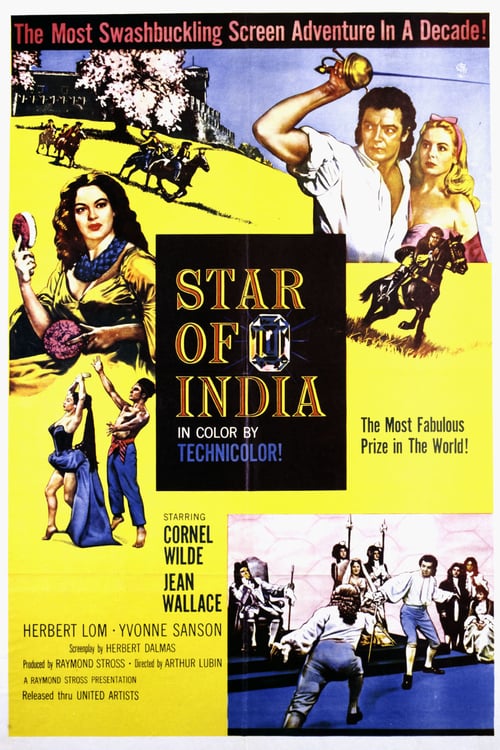 The Most Swashbuckling Screen Adventure In A Decade!
STAR
OF
INDIA
IN COLOR BY
TECHNICOLOR!
The Most Fabulous
Prize in The World!
STARRING
CORNEL
WILDE
JEAN
WALLACE
HERBERT LOM · YVONNE SANSON
Screenplay by HERBERT DALMAS
Produced by RAYMOND STROSS · Directed by ARTHUR LUBIN
A RAYMOND STROSS PRESENTATION
Released thru UNITED ARTISTS